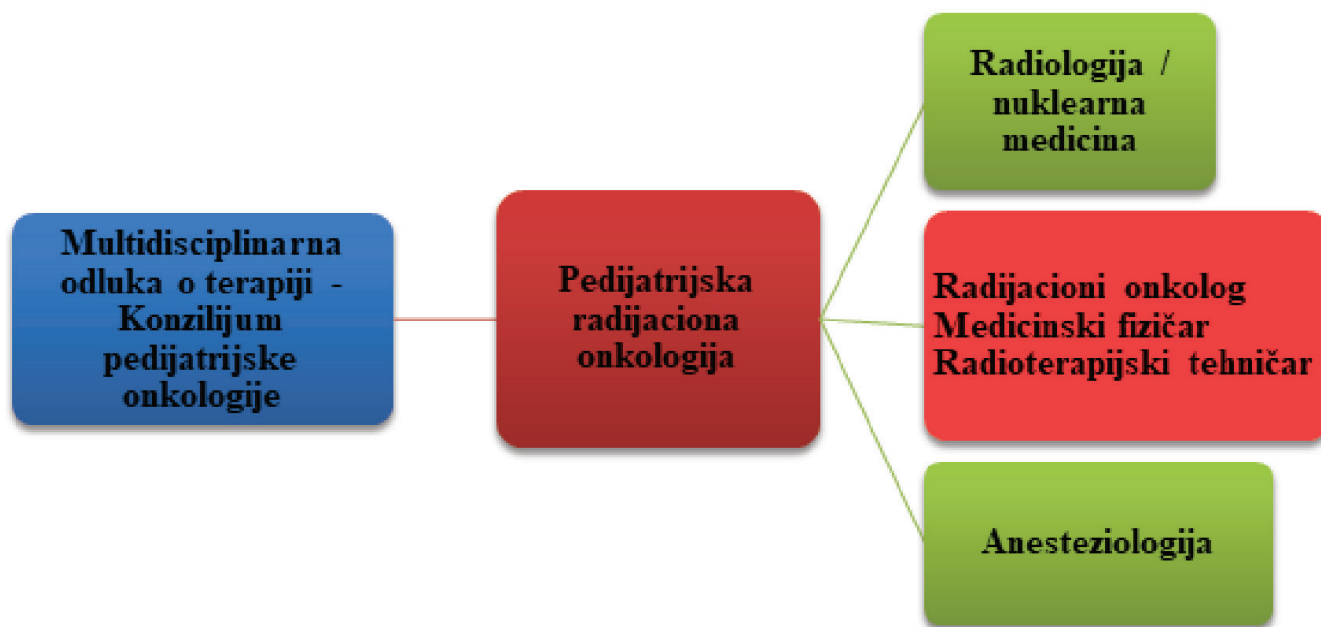 Multidisciplinarna
odluka o terapiji -
Konzilijum
pedijatrijske
onkologije
Pedijatrijska
radijaciona
onkologija
Radiologija /
nuklearna
medicina
Radijacioni onkolog
Medicinski fizičar
Radioterapijski tehničar
Anesteziologija